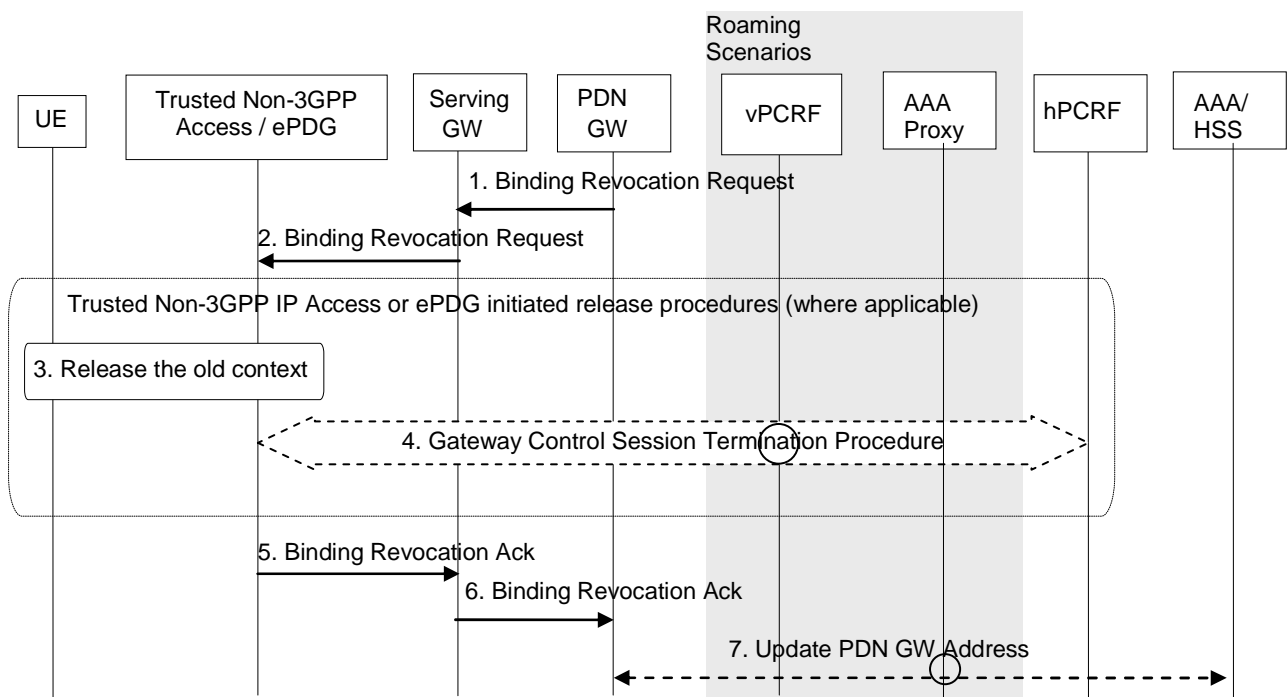 Roaming
Scenarios
UE
Trusted Non-3GPP
Access / ePDG
Serving
GW
PDN
GW
vPCRF
AAA
Proxy
hPCRF
AAA/
HSS
1. Binding Revocation Request
2. Binding Revocation Request
Trusted Non-3GPP IP Access or ePDG initiated release procedures (where applicable)
3. Release the old context
4. Gateway Control Session Termination Procedure
5. Binding Revocation Ack
6. Binding Revocation Ack
7. Update PDN GW Address